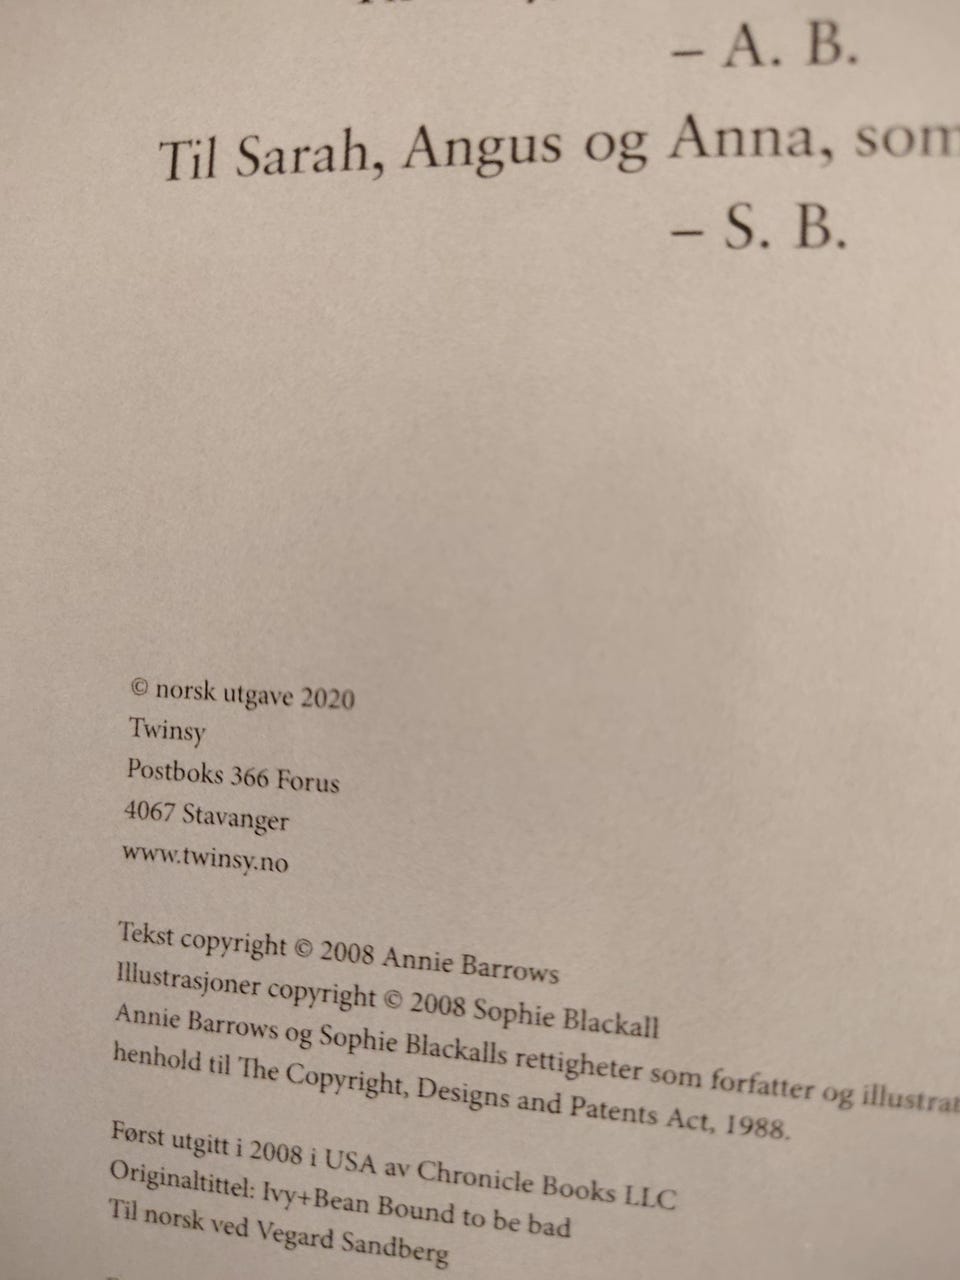 – A. B.
Til Sarah, Angus og Anna, som
– S. B.
© norsk utgave 2020
Twinsy
Postboks 366 Forus
4067 Stavanger
www.twinsy.no
Tekst copyright © 2008 Annie Barrows
Illustrasjoner copyright © 2008 Sophie Blackall
Annie Barrows og Sophie Blackalls rettigheter som forfatter og illustrat
henhold til The Copyright, Designs and Patents Act, 1988.
Først utgitt i 2008 i USA av Chronicle Books LLC
Originaltittel: Ivy+Bean Bound to be bad
Til norsk ved Vegard Sandberg